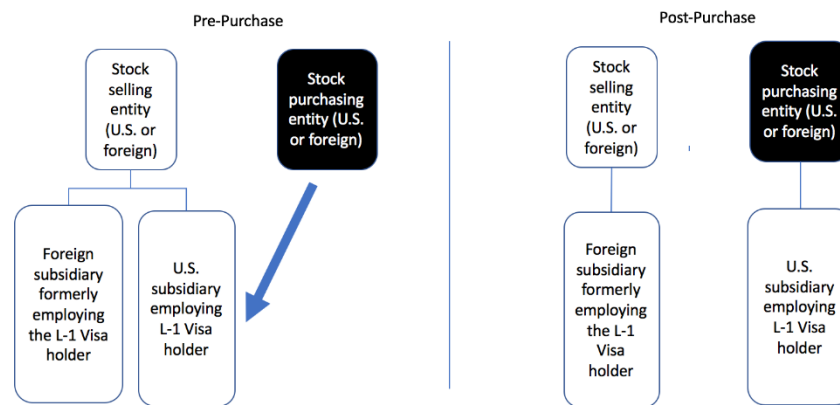 Pre-Purchase
Stock
selling
entity
(U.S. or
foreign)
Stock
purchasing
entity (U.S.
or foreign)
Foreign
subsidiary
formerly
employing
the L-1 Visa
holder
U.S.
subsidiary
employing
L-1 Visa
holder
Post-Purchase
Stock
selling
entity
(U.S. or
foreign)
Stock
purchasing
entity (U.S.
or foreign)
Foreign
subsidiary
formerly
employing
the L-1
Visa
holder
U.S.
subsidiary
employing
L-1 Visa
holder